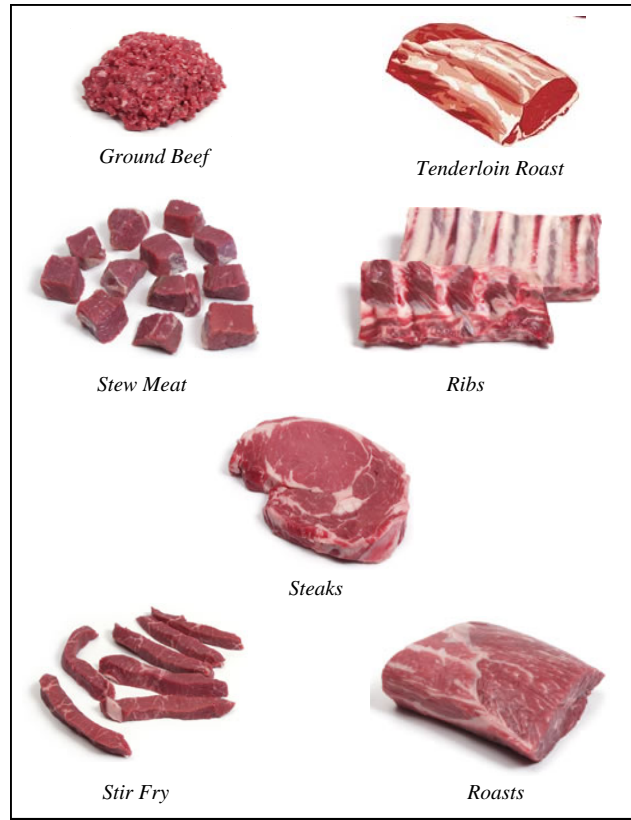 Ground Beef
Tenderloin Roast
Stew Meat
Ribs
Steaks
Stir Fry
Roasts